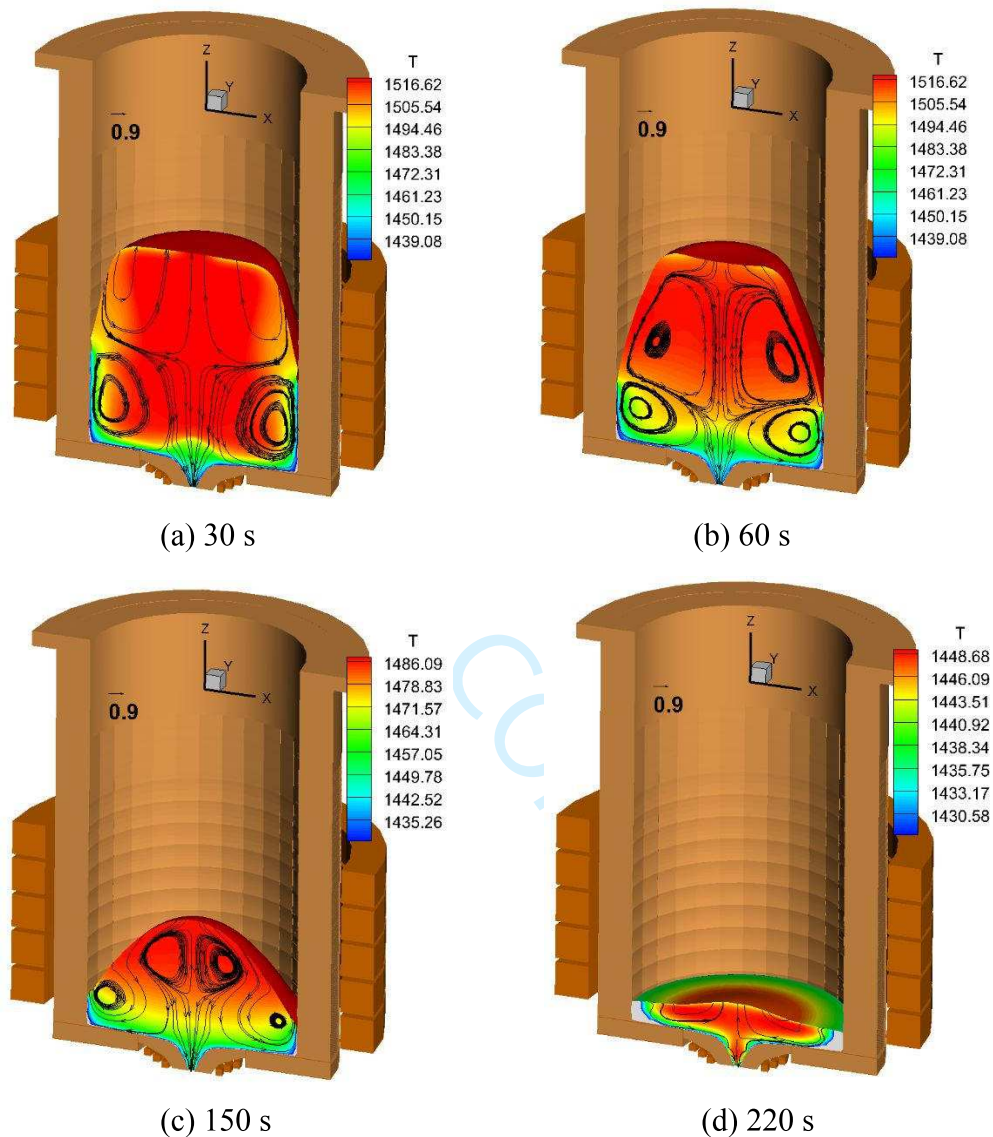 Z
Y
X
0.9
T
1516.62
1505.54
1494.46
1483.38
1472.31
1461.23
1450.15
1439.08
(a) 30 s
Z
Y
X
0.9
T
1516.62
1505.54
1494.46
1483.38
1472.31
1461.23
1450.15
1439.08
(b) 60 s
Z
Y
X
0.9
T
1486.09
1478.83
1471.57
1464.31
1457.05
1449.78
1442.52
1435.26
(c) 150 s
Z
Y
X
0.9
T
1448.68
1446.09
1443.51
1440.92
1438.34
1435.75
1433.17
1430.58
(d) 220 s